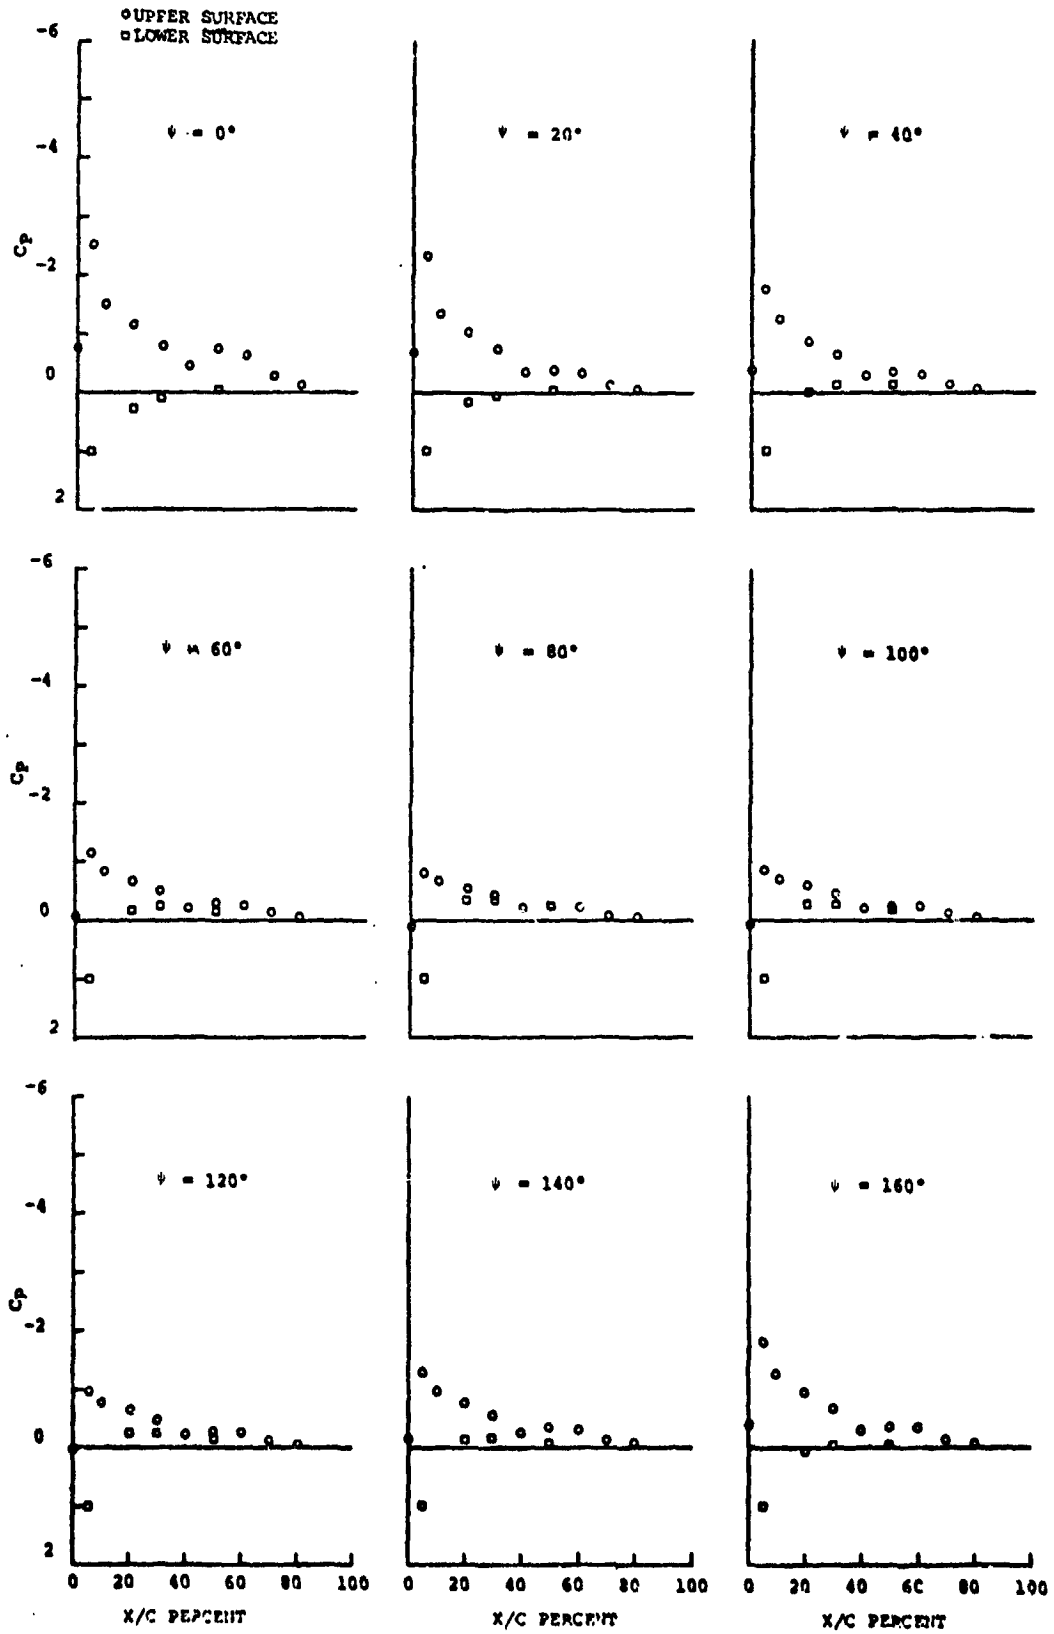 UPPER SURFACE
LOWER SURFACE
-6
-4
-2
0
2
Cp
ψ = 0°
ψ = 20°
ψ = 40°
-6
-4
-2
0
2
Cp
ψ = 60°
ψ = 80°
ψ = 100°
-6
-4
-2
0
2
Cp
ψ = 120°
ψ = 140°
ψ = 160°
0 20 40 60 80 100
0 20 40 60 80 100
0 20 40 60 80 100
X/C PERCENT
X/C PERCENT
X/C PERCENT